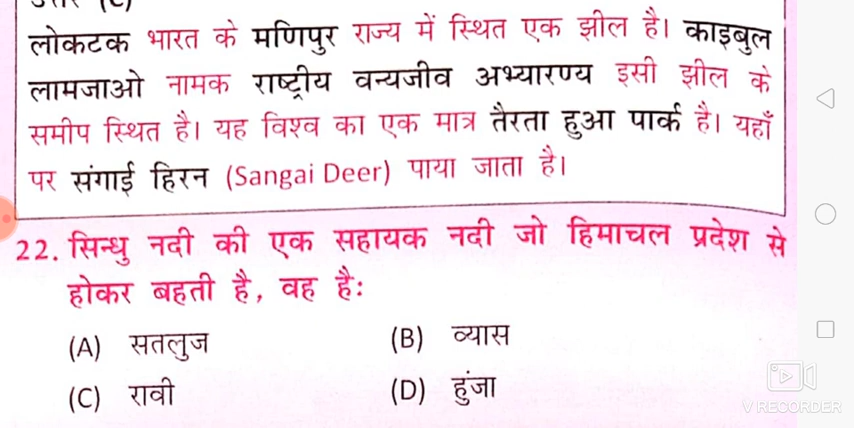 लोकटक भारत के मणिपुर राज्य में स्थित एक झील है। काइबुल
लामजाओ नामक राष्ट्रीय वन्यजीव अभ्यारण्य इसी झील के
समीप स्थित है। यह विश्व का एक मात्र तैरता हुआ पार्क है। यहाँ
पर संगाई हिरन (Sangai Deer) पाया जाता है।
22. सिन्धु नदी की एक सहायक नदी जो हिमाचल प्रदेश से
होकर बहती है, वह है:
(A) सतलुज
(B) व्यास
(C) रावी
(D) हुंजा
V RECORDER